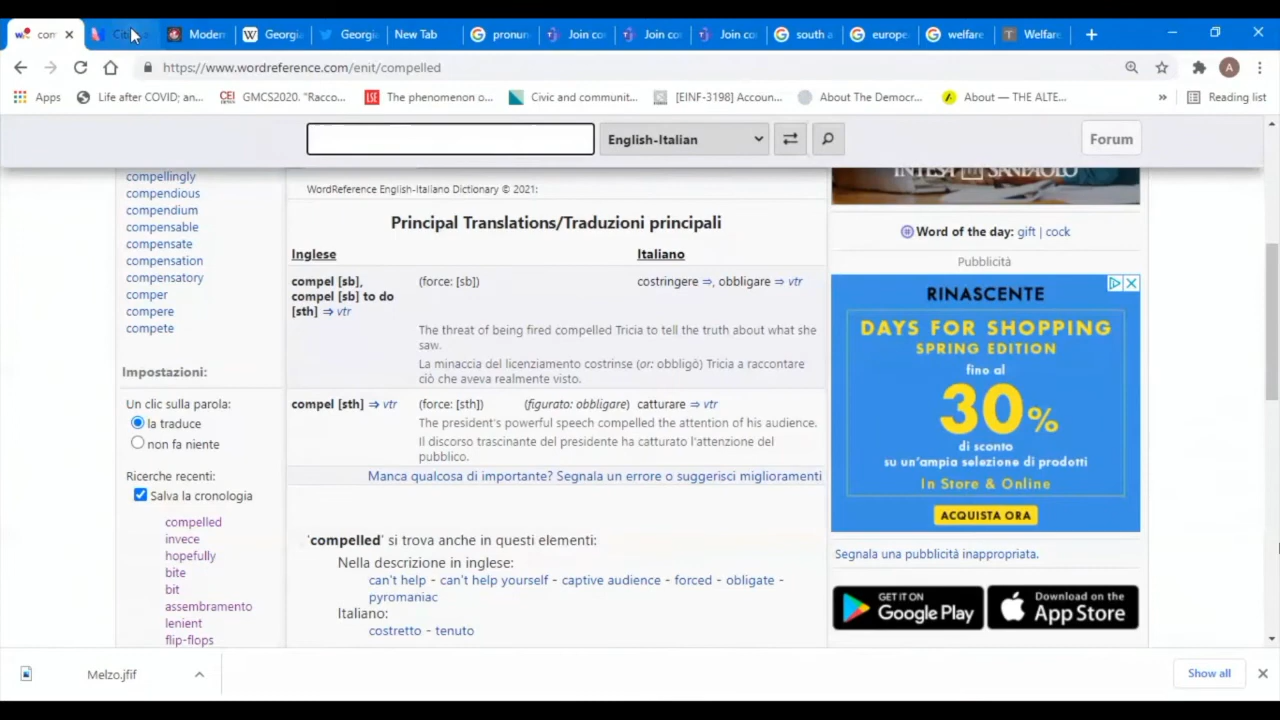 con
Citi
Modern
Georgia
Georgia
New Tab
pronun
Join co
Join co
Join co
south a
europe
welfare
Welfare
https://www.wordreference.com/enit/compelled
A
Apps
Life after COVID; an...
CEI
GMCS2020. "Racco...
LSE
The phenomenon o...
Civic and communit...
[EINF-3198] Accoun...
About The Democr...
About — THE ALTE...
»
Reading list
English-Italian
Forum
compellingly
compendious
compendium
compensable
compensate
compensation
compensatory
comper
compere
compete
Impostazioni:
Un clic sulla parola:
la traduce
non fa niente
Ricerche recenti:
Salva la cronologia
compelled
invece
hopefully
bite
bit
assembramento
lenient
flip-flops
WordReference English-Italiano Dictionary © 2021:
Principal Translations/Traduzioni principali
Inglese Italiano
compel [sb], (force: [sb]) costringere ⇒, obbligare ⇒ vtr
compel [sb] to do
[sth] ⇒ vtr
The threat of being fired compelled Tricia to tell the truth about what she
saw.
La minaccia del licenziamento costrinse (or: obbligò) Tricia a raccontare
ciò che aveva realmente visto.
compel [sth] ⇒ vtr (force: [sth]) (figurato: obbligare) catturare ⇒ vtr
The president's powerful speech compelled the attention of his audience.
Il discorso trascinante del presidente ha catturato l'attenzione del
pubblico.
Manca qualcosa di importante? Segnala un errore o suggerisci miglioramenti
'compelled' si trova anche in questi elementi:
Nella descrizione in inglese:
can't help - can't help yourself - captive audience - forced - obligate -
pyromaniac
Italiano:
costretto - tenuto
INTESA SANPAOLO
Word of the day: gift | cock
Pubblicità
RINASCENTE
DAYS FOR SHOPPING
SPRING EDITION
fino al
30%
di sconto
su un'ampia selezione di prodotti
In Store & Online
ACQUISTA ORA
Segnala una pubblicità inappropriata.
GET IT ON
Google Play
Download on the
App Store
Melzo.jfif
Show all